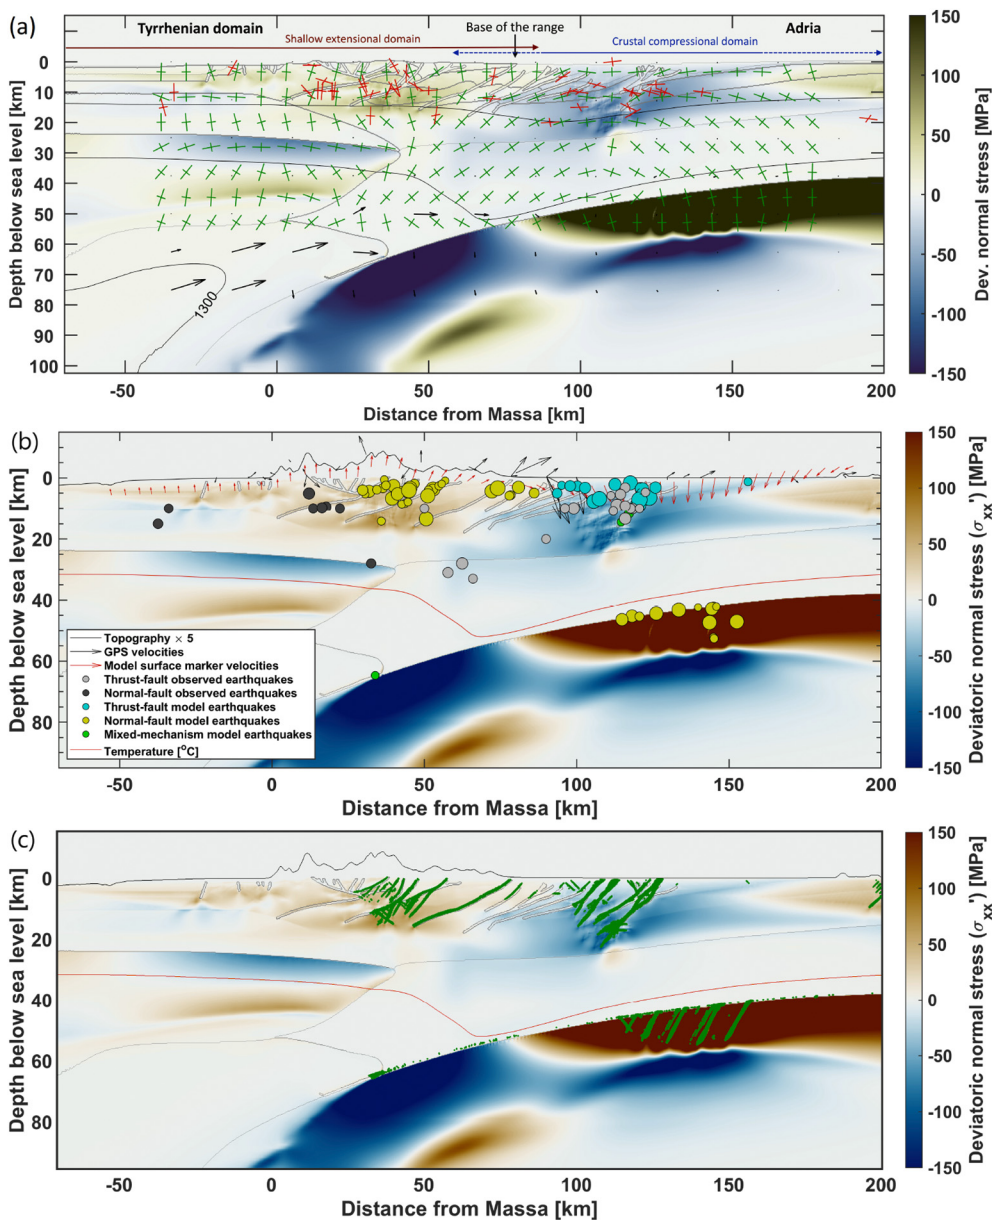 (a)
Tyrrhenian domain
Base of the range
Adria
Shallow extensional domain
Crustal compressional domain
0
10
20
30
40
50
60
70
80
90
100
Depth below sea level [km]
1300
-50
0
50
100
150
200
Distance from Massa [km]
150
100
50
0
-50
-100
-150
Dev. normal stress [MPa]
(b)
0
20
40
60
80
Depth below sea level [km]
Topography × 5
GPS velocities
Model surface marker velocities
Thrust-fault observed earthquakes
Normal-fault observed earthquakes
Thrust-fault model earthquakes
Normal-fault model earthquakes
Mixed-mechanism model earthquakes
Temperature [°C]
-50
0
50
100
150
200
Distance from Massa [km]
150
100
50
0
-50
-100
-150
Deviatoric normal stress (σxx') [MPa]
(c)
0
20
40
60
80
Depth below sea level [km]
-50
0
50
100
150
200
Distance from Massa [km]
150
100
50
0
-50
-100
-150
Deviatoric normal stress (σxx') [MPa]